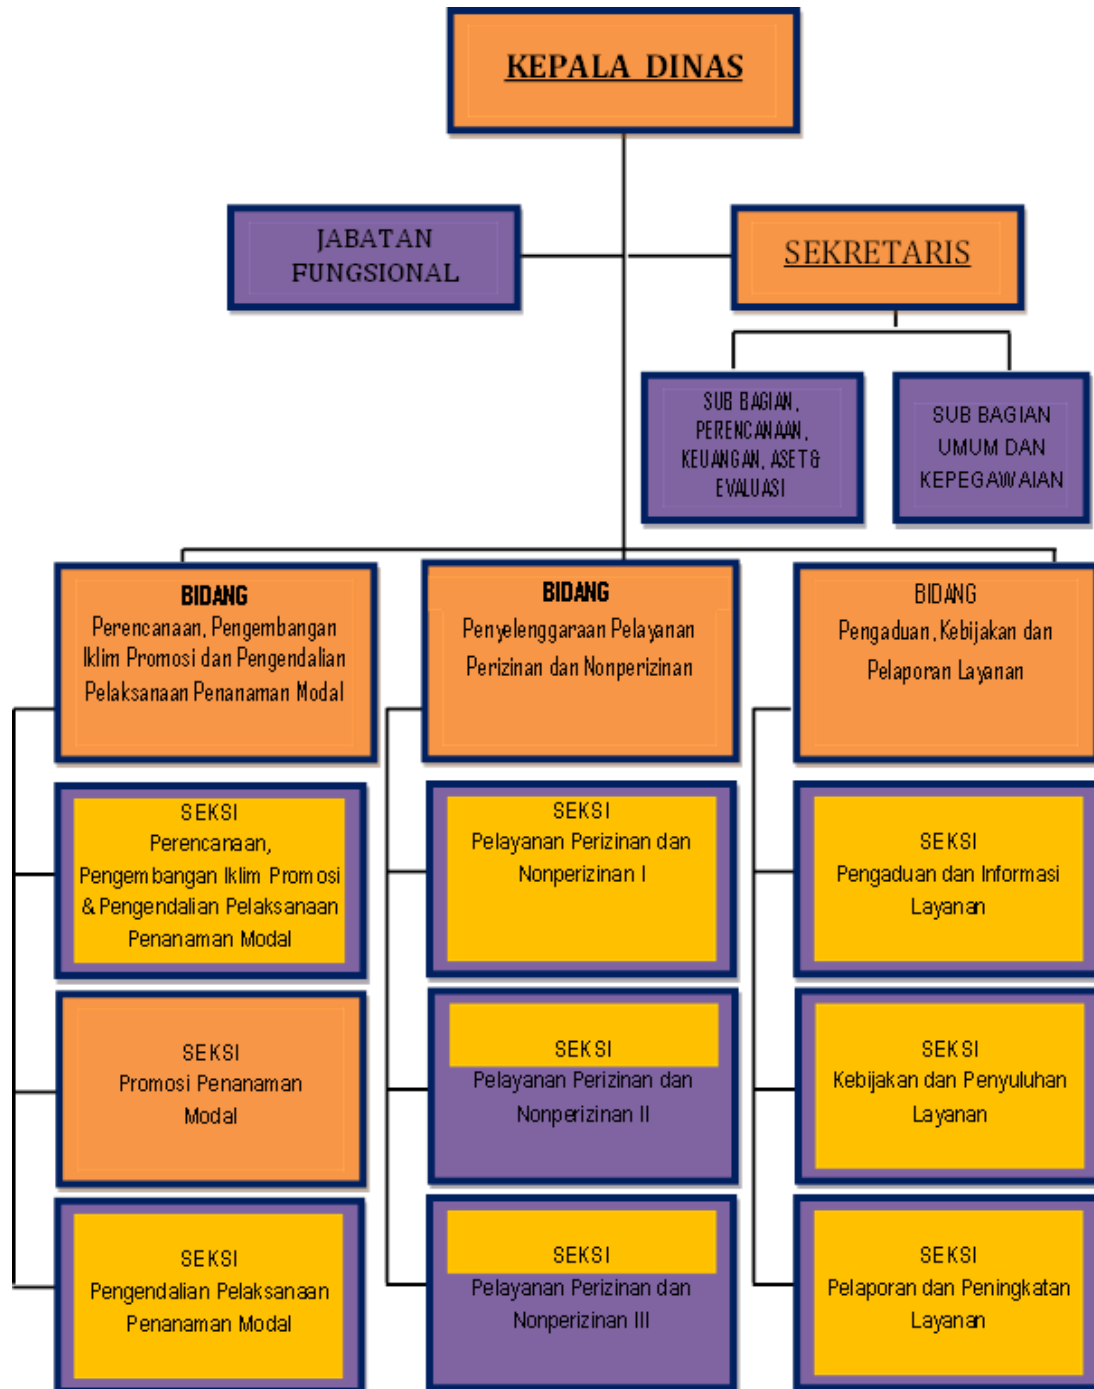 KEPALA DINAS
JABATAN
FUNGSIONAL
SEKRETARIS
SUB BAGIAN,
PERENCANAAN,
KEUANGAN, ASET &
EVALUASI
SUB BAGIAN
UMUM DAN
KEPEGAWAIAN
BIDANG
Perencanaan, Pengembangan
Iklim Promosi dan Pengendalian
Pelaksanaan Penanaman Modal
BIDANG
Penyelenggaraan Pelayanan
Perizinan dan Nonperizinan
BIDANG
Pengaduan, Kebijakan dan
Pelaporan Layanan
SEKSI
Perencanaan,
Pengembangan Iklim Promosi
& Pengendalian Pelaksanaan
Penanaman Modal
SEKSI
Pelayanan Perizinan dan
Nonperizinan I
SEKSI
Pengaduan dan Informasi
Layanan
SEKSI
Promosi Penanaman
Modal
SEKSI
Pelayanan Perizinan dan
Nonperizinan II
SEKSI
Kebijakan dan Penyuluhan
Layanan
SEKSI
Pengendalian Pelaksanaan
Penanaman Modal
SEKSI
Pelayanan Perizinan dan
Nonperizinan III
SEKSI
Pelaporan dan Peningkatan
Layanan